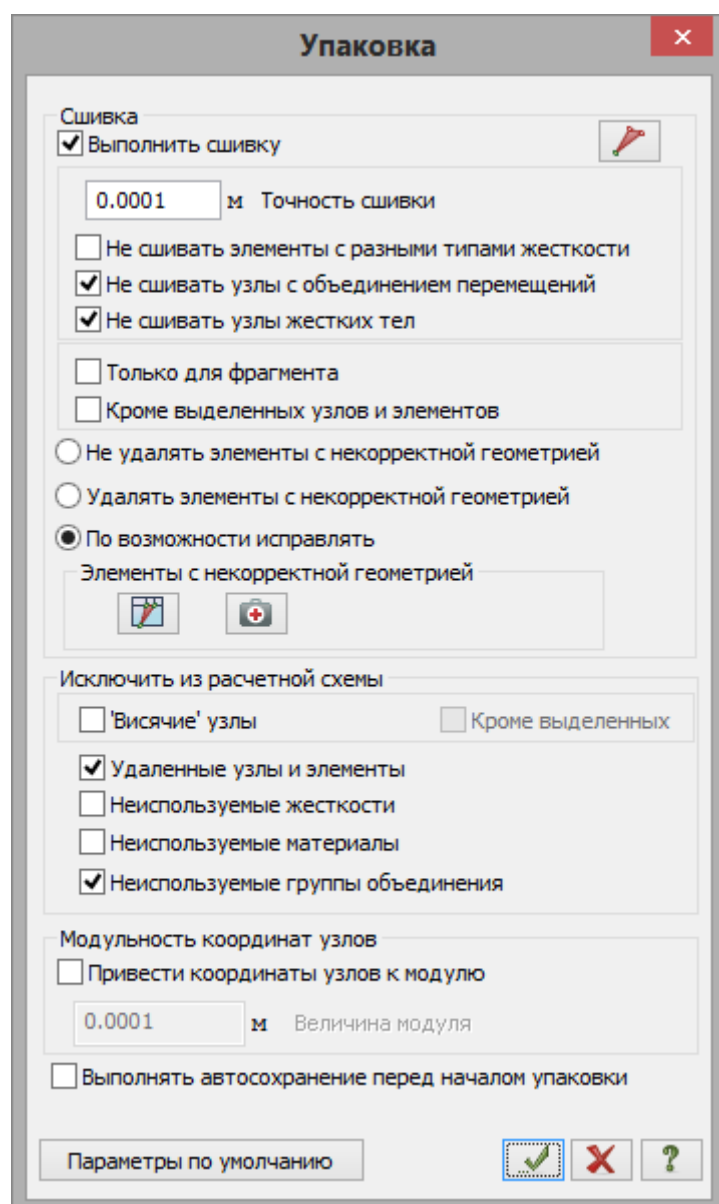 Упаковка
Сшивка
Выполнить сшивку
0.0001 м Точность сшивки
Не сшивать элементы с разными типами жесткости
Не сшивать узлы с объединением перемещений
Не сшивать узлы жестких тел
Только для фрагмента
Кроме выделенных узлов и элементов
Не удалять элементы с некорректной геометрией
Удалять элементы с некорректной геометрией
По возможности исправлять
Элементы с некорректной геометрией
Исключить из расчетной схемы
'Висячие' узлы Кроме выделенных
Удаленные узлы и элементы
Неиспользуемые жесткости
Неиспользуемые материалы
Неиспользуемые группы объединения
Модульность координат узлов
Привести координаты узлов к модулю
0.0001 м Величина модуля
Выполнять автосохранение перед началом упаковки
Параметры по умолчанию ?